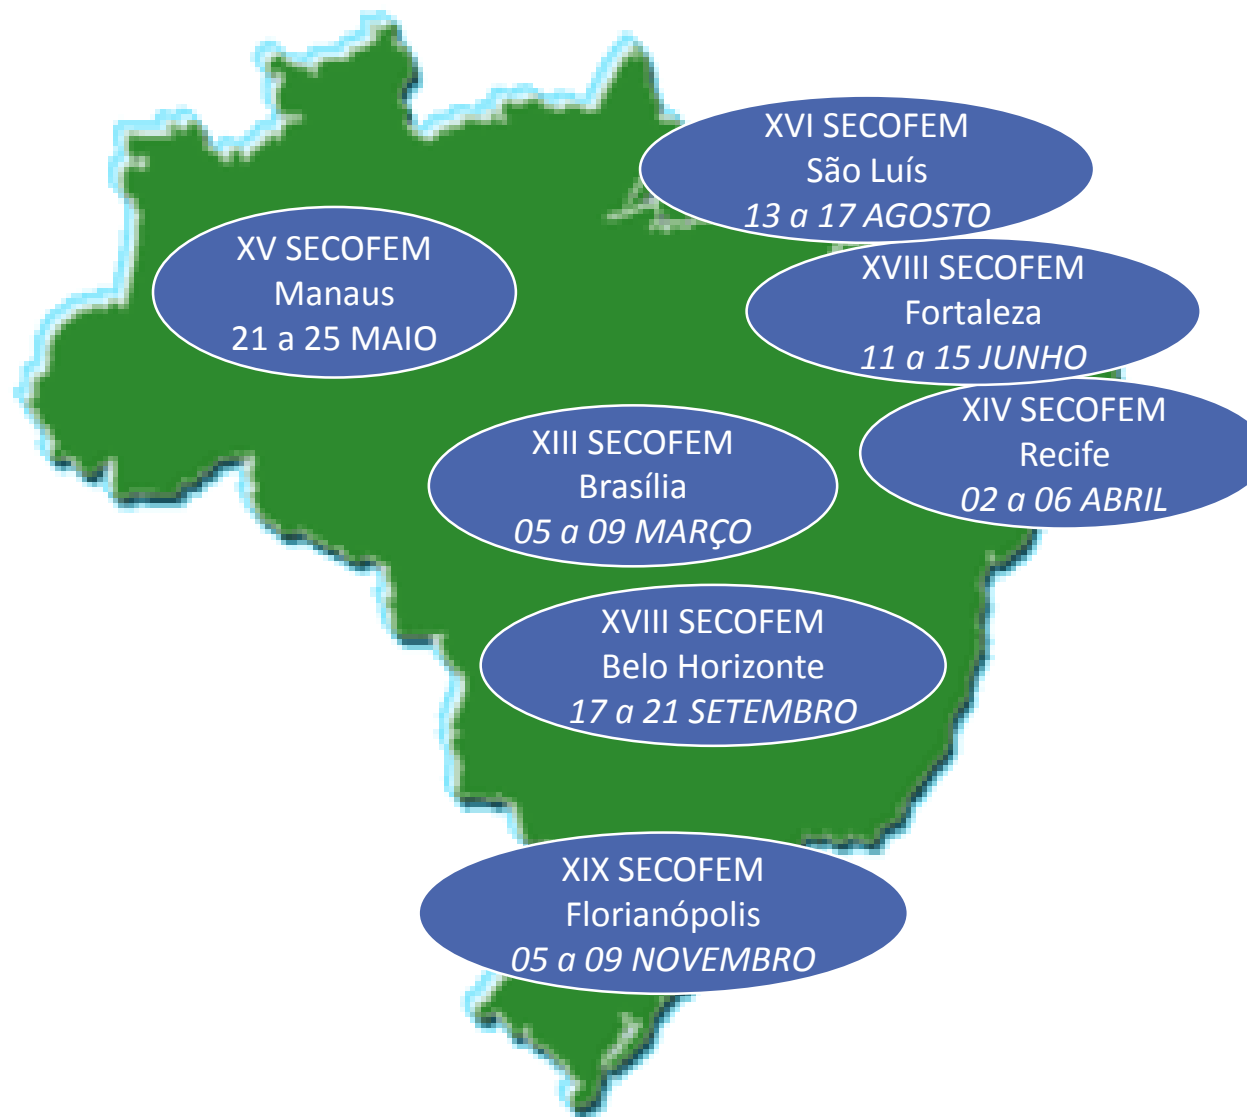 XVI SECOFEM
São Luís
13 a 17 AGOSTO
XV SECOFEM
Manaus
21 a 25 MAIO
XVIII SECOFEM
Fortaleza
11 a 15 JUNHO
XIV SECOFEM
Recife
02 a 06 ABRIL
XIII SECOFEM
Brasília
05 a 09 MARÇO
XVIII SECOFEM
Belo Horizonte
17 a 21 SETEMBRO
XIX SECOFEM
Florianópolis
05 a 09 NOVEMBRO